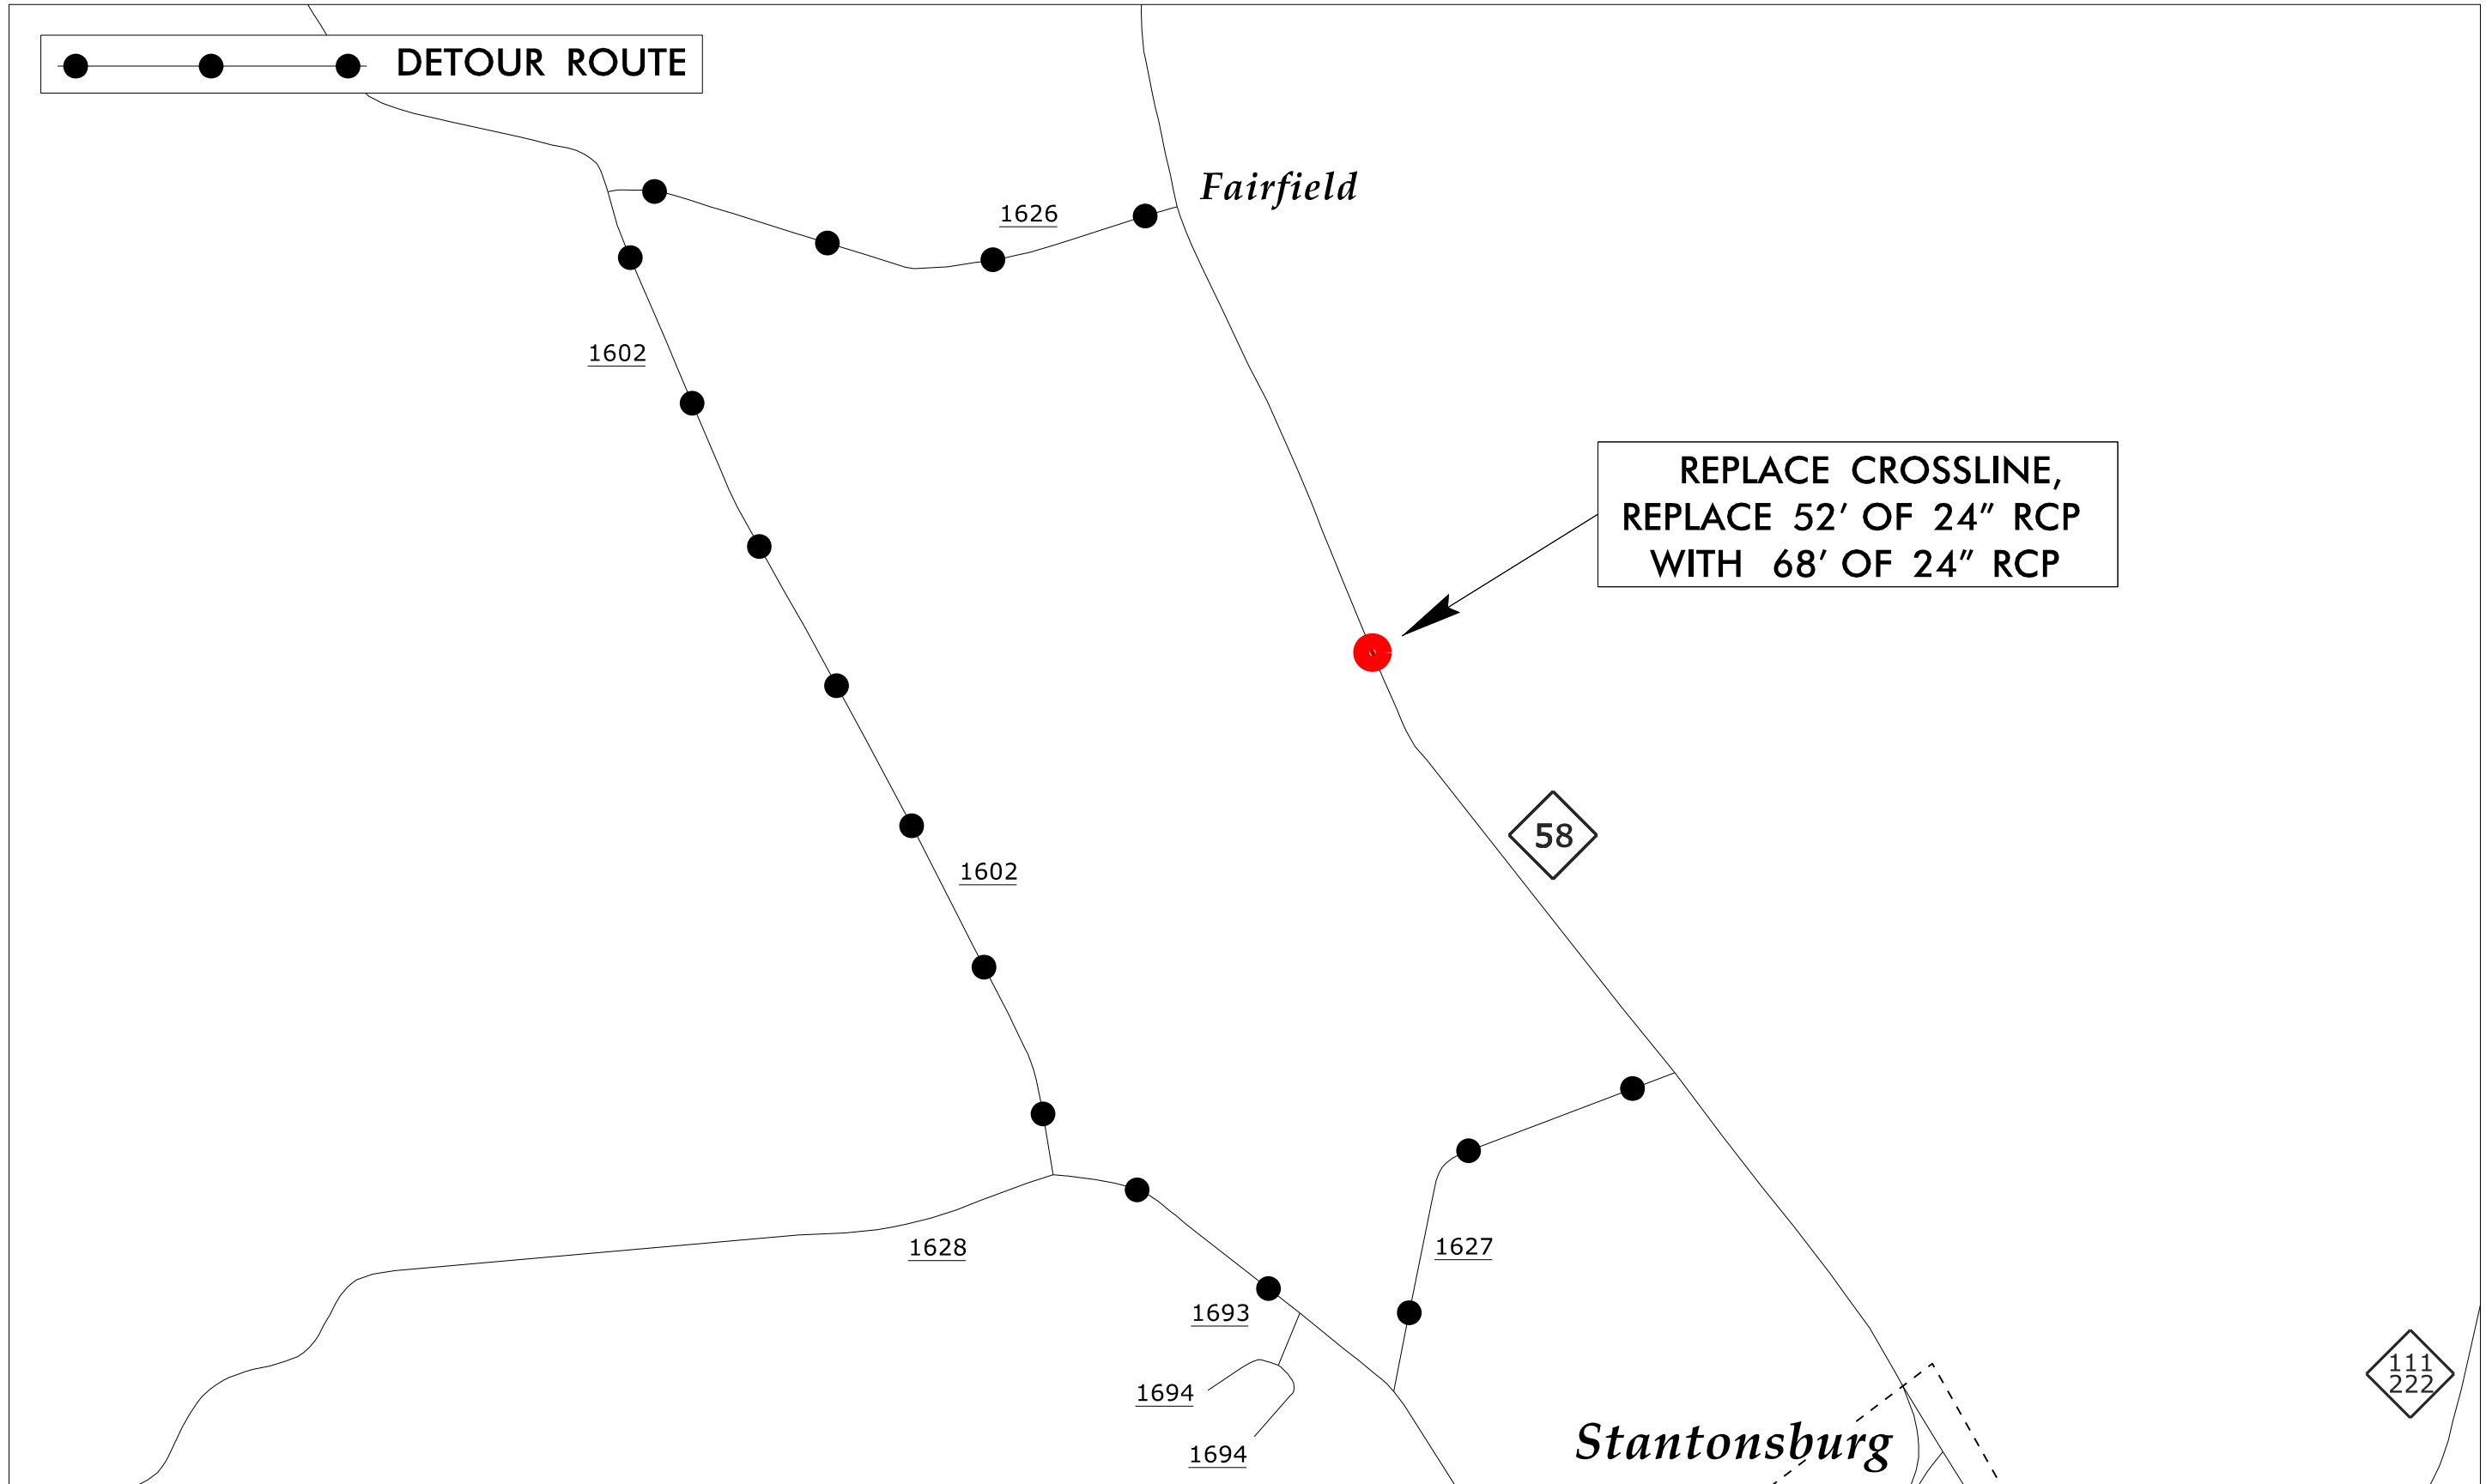 DETOUR ROUTE
Fairfield
1626
1602
REPLACE CROSSLINE,
REPLACE 52' OF 24" RCP
WITH 68' OF 24" RCP
58
1602
1628
1627
1693
111
222
1694
Stantonsburg
1694